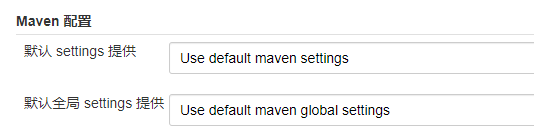 Maven 配置
默认 settings 提供
Use default maven settings
默认全局 settings 提供
Use default maven global settings